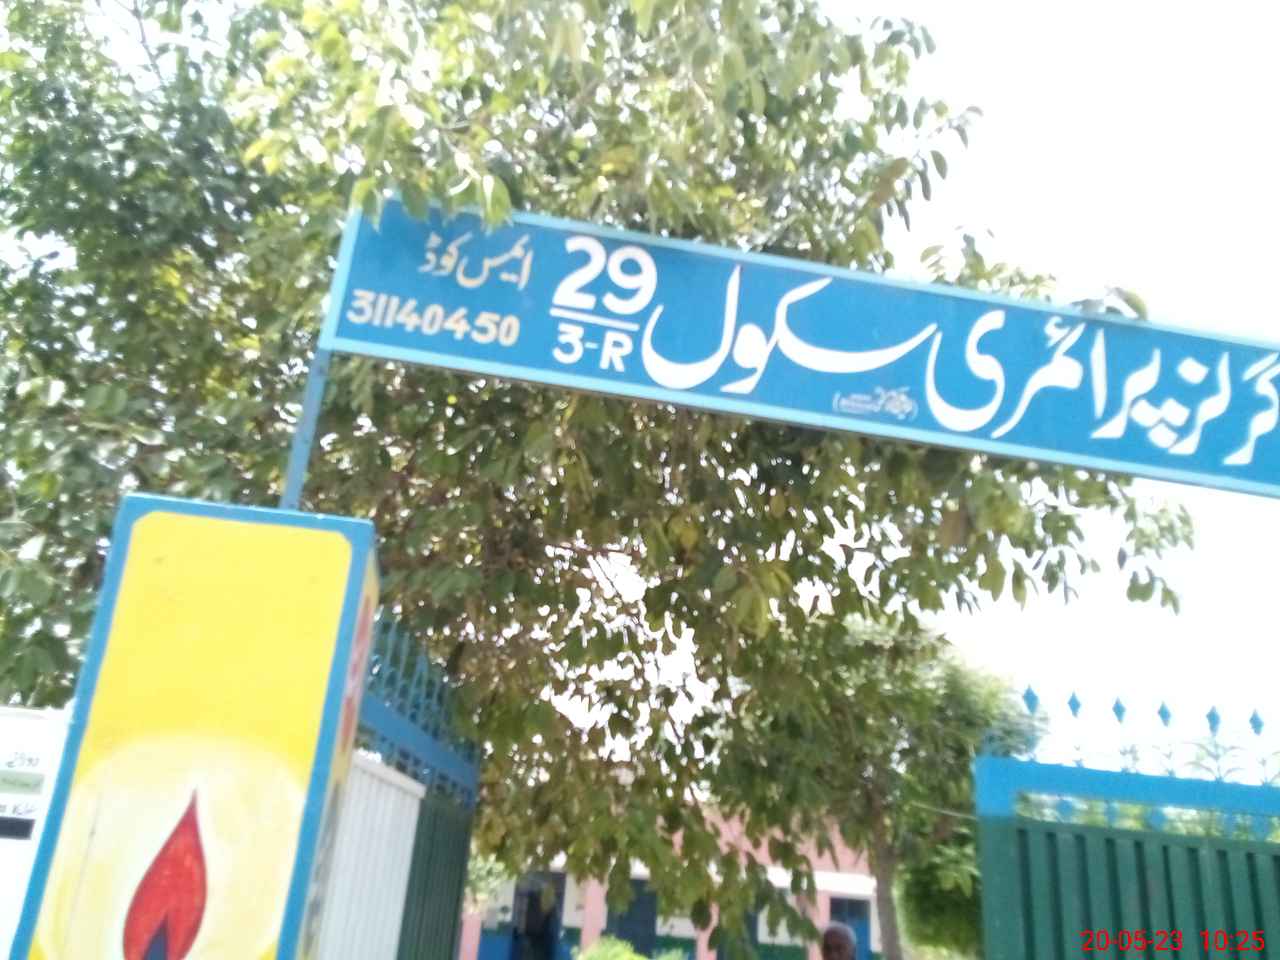 گرلز پرائمری سکول 29/3-R
ایمس کوڈ
31140450
20-05-23 10:25